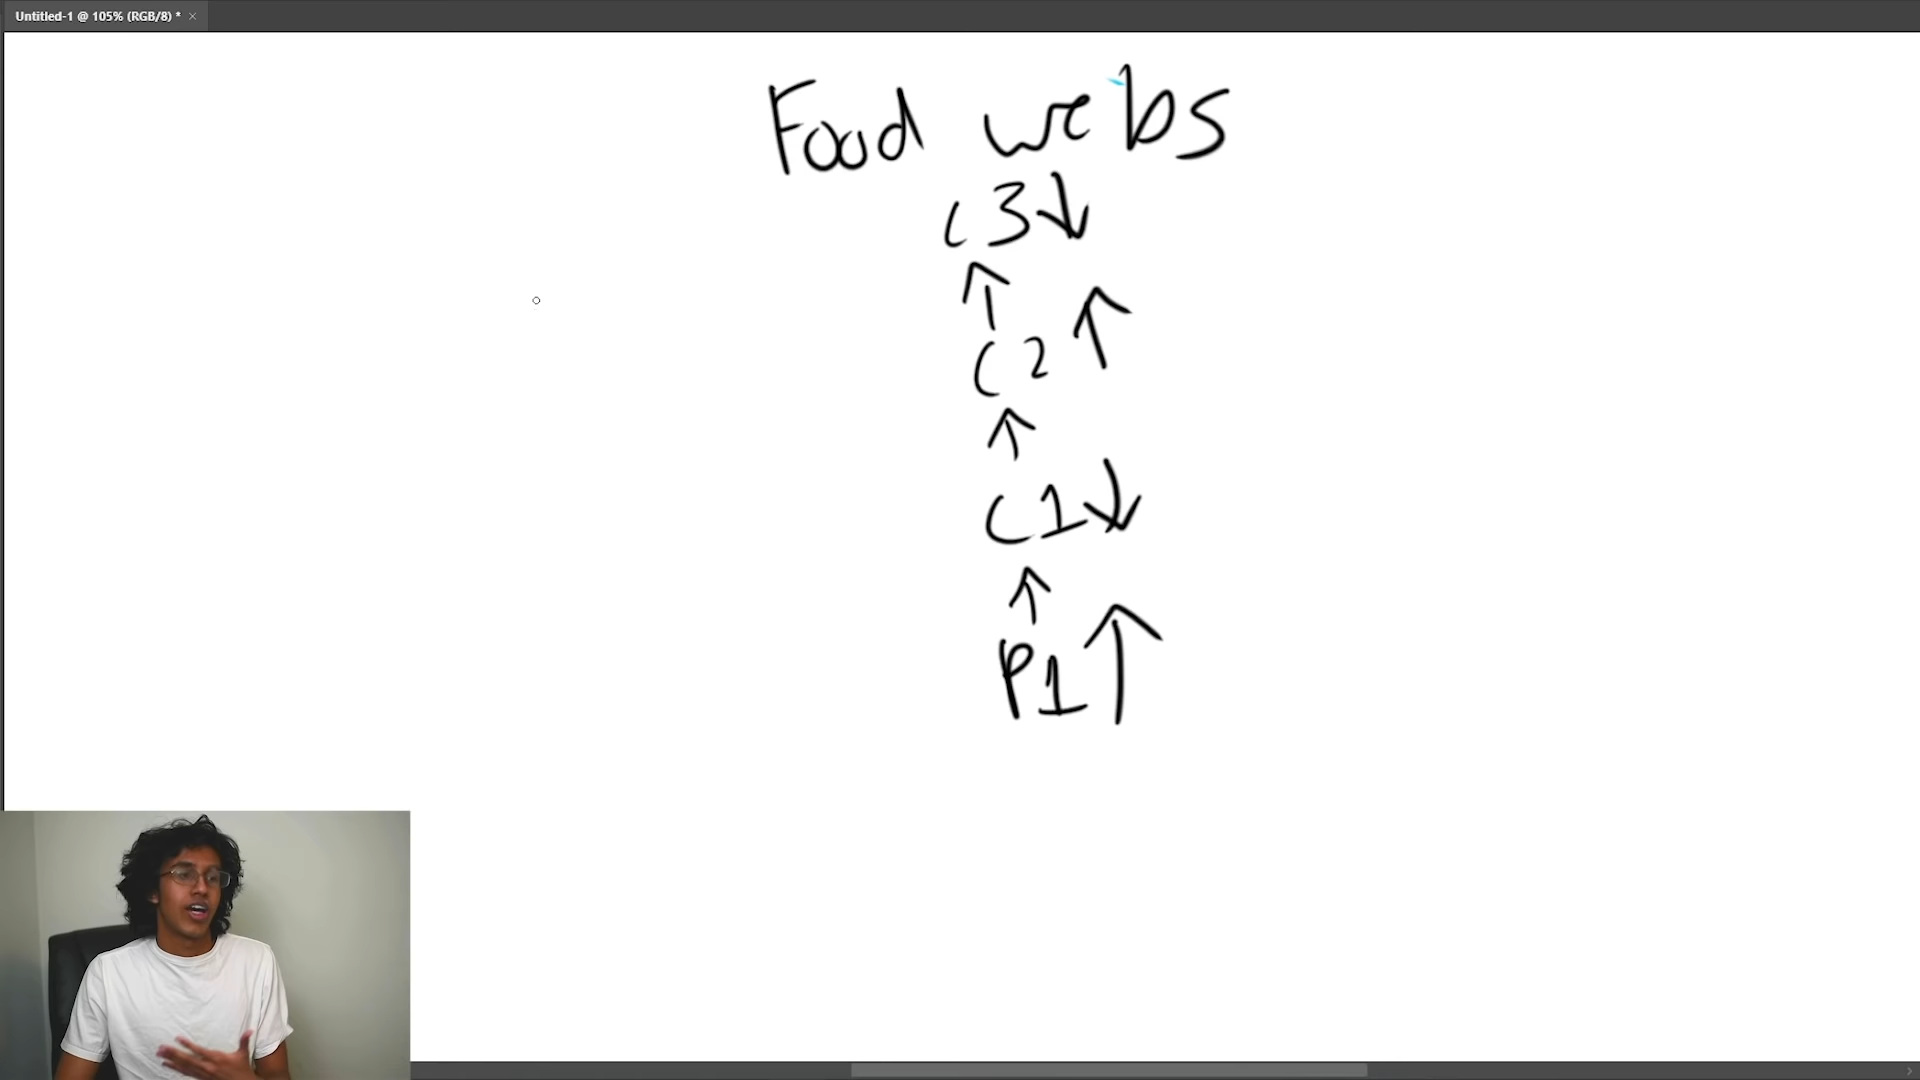 Untitled-1 @ 105% (RGB/8) *
Food webs
C3↓
↑
C2↑
↑
C1↓
↑
P1↑